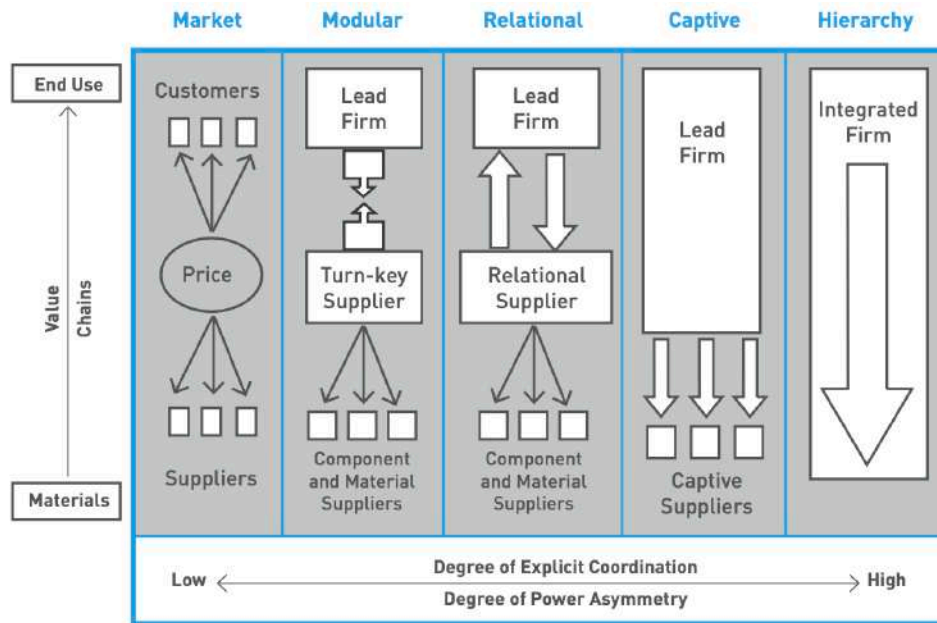 Market
Modular
Relational
Captive
Hierarchy
End Use
Value
Chains
Materials
Customers
Price
Suppliers
Lead
Firm
Turn-key
Supplier
Component
and Material
Suppliers
Lead
Firm
Relational
Supplier
Component
and Material
Suppliers
Lead
Firm
Captive
Suppliers
Integrated
Firm
Low
Degree of Explicit Coordination
Degree of Power Asymmetry
High